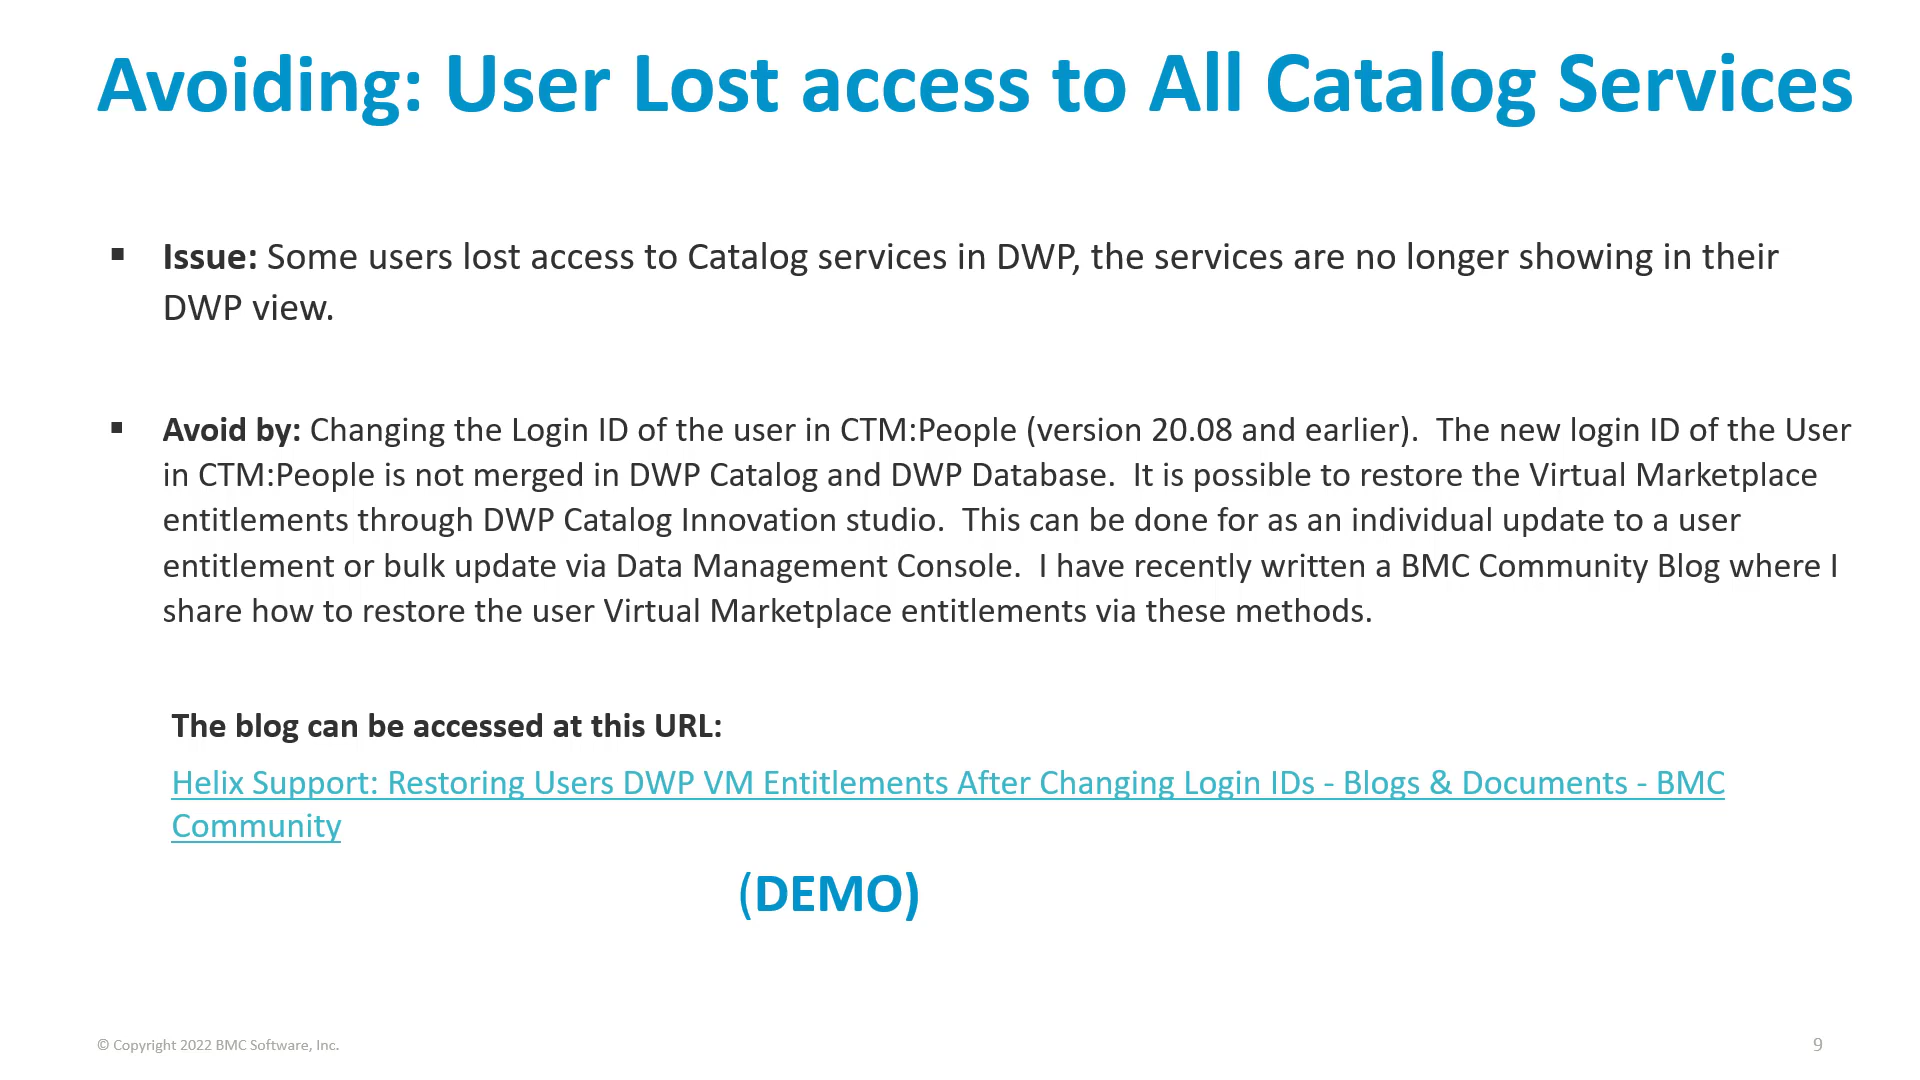 Avoiding: User Lost access to All Catalog Services
▪ Issue: Some users lost access to Catalog services in DWP, the services are no longer showing in their
DWP view.
▪ Avoid by: Changing the Login ID of the user in CTM:People (version 20.08 and earlier).  The new login ID of the User
in CTM:People is not merged in DWP Catalog and DWP Database.  It is possible to restore the Virtual Marketplace
entitlements through DWP Catalog Innovation studio.  This can be done for as an individual update to a user
entitlement or bulk update via Data Management Console.  I have recently written a BMC Community Blog where I
share how to restore the user Virtual Marketplace entitlements via these methods.
The blog can be accessed at this URL:
Helix Support: Restoring Users DWP VM Entitlements After Changing Login IDs - Blogs & Documents - BMC
Community
(DEMO)
© Copyright 2022 BMC Software, Inc.
9